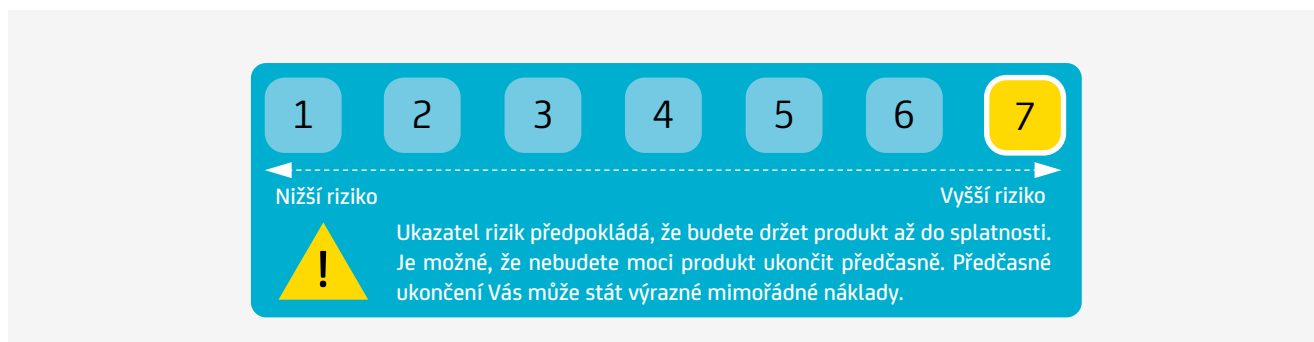 1 2 3 4 5 6 7
Nižší riziko Vyšší riziko
Ukazatel rizik předpokládá, že budete držet produkt až do splatnosti.
Je možné, že nebudete moci produkt ukončit předčasně. Předčasné
ukončení Vás může stát výrazné mimořádné náklady.
!